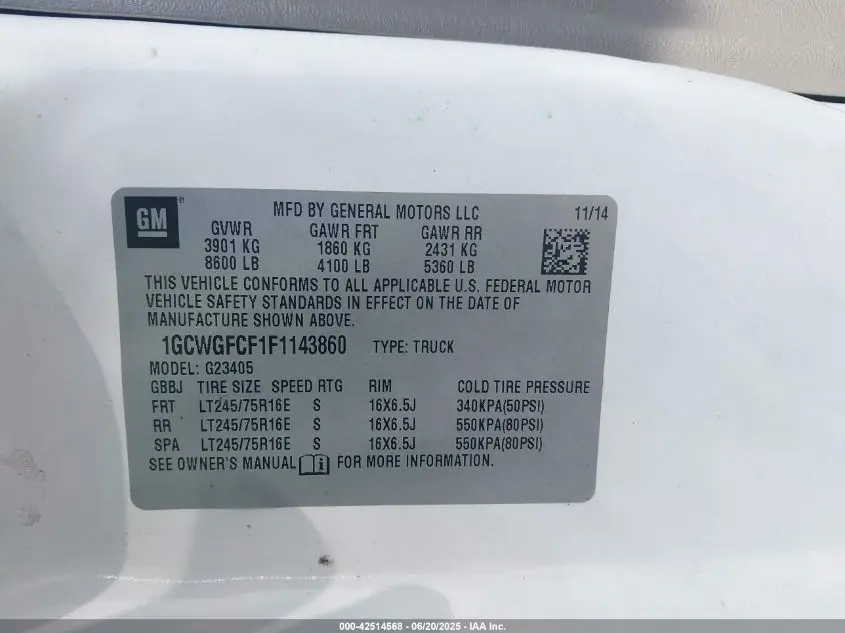 GM
MFD BY GENERAL MOTORS LLC 11/14
GVWR GAWR FRT GAWR RR
3901 KG 1860 KG 2431 KG
8600 LB 4100 LB 5360 LB
THIS VEHICLE CONFORMS TO ALL APPLICABLE U.S. FEDERAL MOTOR
VEHICLE SAFETY STANDARDS IN EFFECT ON THE DATE OF
MANUFACTURE SHOWN ABOVE.
1GCWGFCF1F1143860 TYPE: TRUCK
MODEL: G23405
GBBJ TIRE SIZE SPEED RTG RIM COLD TIRE PRESSURE
FRT LT245/75R16E S 16X6.5J 340KPA(50PSI)
RR LT245/75R16E S 16X6.5J 550KPA(80PSI)
SPA LT245/75R16E S 16X6.5J 550KPA(80PSI)
SEE OWNER'S MANUAL i FOR MORE INFORMATION.
000-42514568 - 06/20/2025 - IAA Inc.